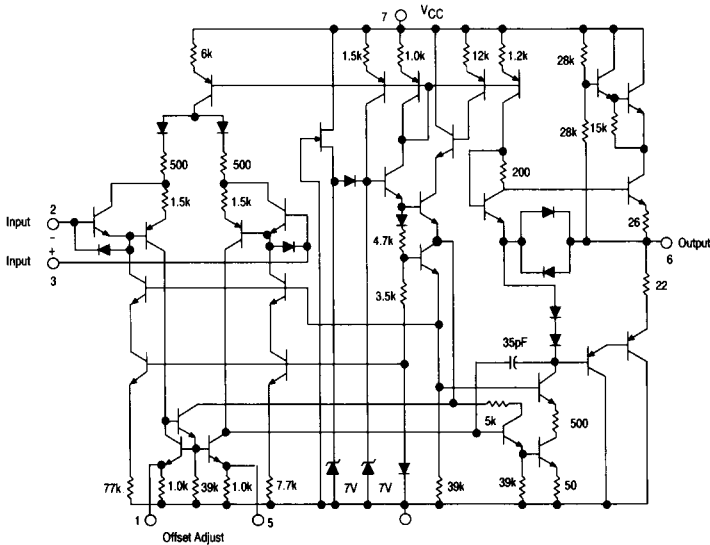 7 VCC
6k 1.5k 1.0k 12k 1.2k 28k
28k 15k
500 500 200
1.5k 1.5k
2
Input
26
−
+
4.7k
Output
Input
6
3
3.5k
22
35pF
5k
500
77k 1.0k 39k 1.0k 7.7k 7V 7V 39k 39k 50
1 5
Offset Adjust